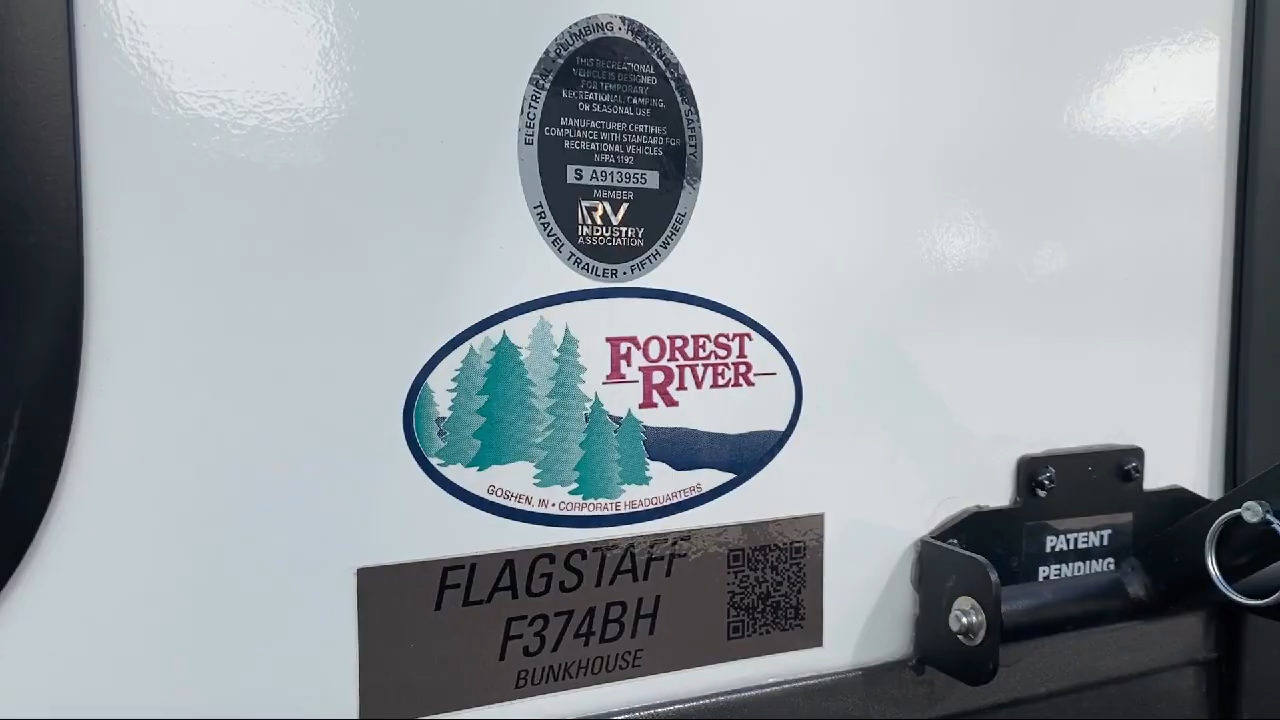 ELECTRICAL • PLUMBING • HEATING • FIRE SAFETY
THIS RECREATIONAL
VEHICLE IS DESIGNED
FOR TEMPORARY
RECREATIONAL, CAMPING,
OR SEASONAL USE
MANUFACTURER CERTIFIES
COMPLIANCE WITH STANDARD FOR
RECREATIONAL VEHICLES
NFPA 1192
S A913955
MEMBER
RV
INDUSTRY
ASSOCIATION
TRAVEL TRAILER • FIFTH WHEEL
FOREST
RIVER
GOSHEN, IN • CORPORATE HEADQUARTERS
FLAGSTAFF
F374BH
BUNKHOUSE
PATENT
PENDING